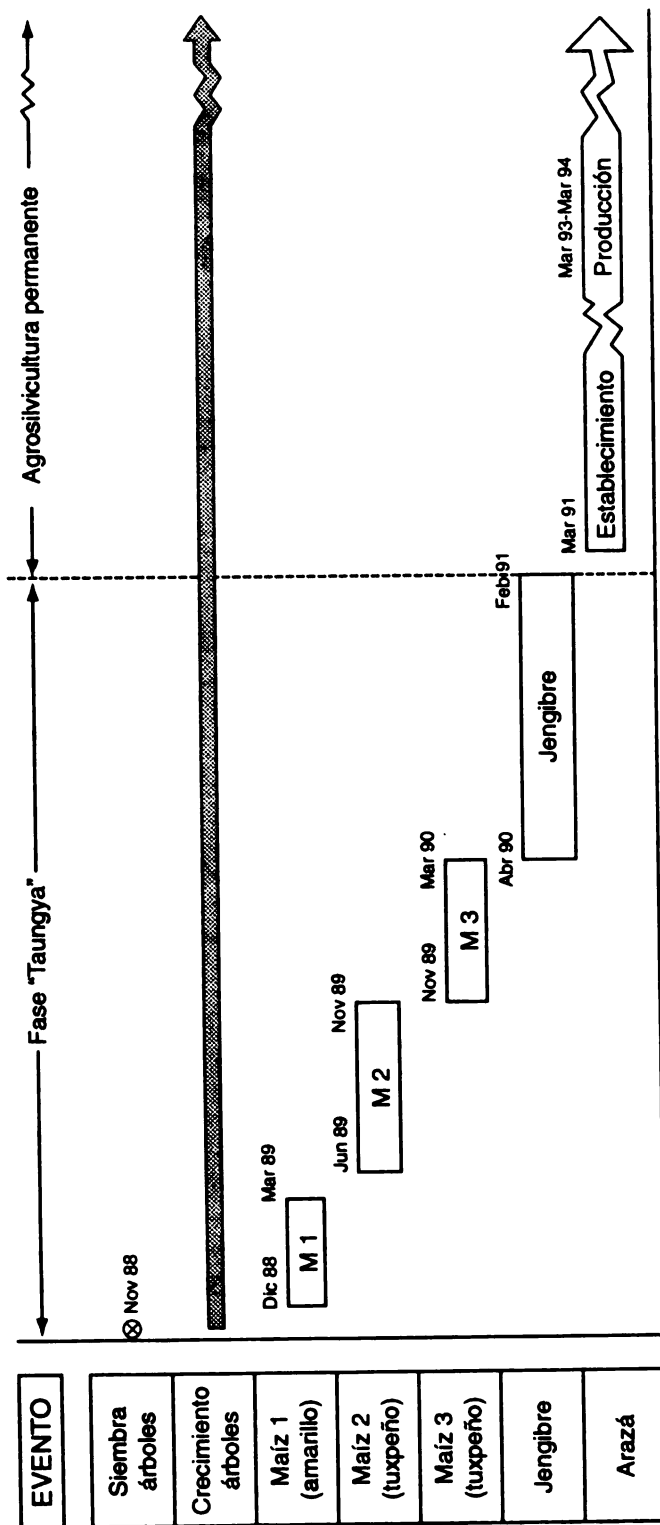 EVENTO
Fase "Taungya"
Agrosilvicultura permanente
Siembra
árboles
Nov 88
Crecimiento
árboles
Maíz 1
(amarillo)
Dic 88
Mar 89
M 1
Maíz 2
(tuxpeño)
Jun 89
Nov 89
M 2
Maíz 3
(tuxpeño)
Nov 89
Mar 90
M 3
Jengibre
Abr 90
Feb 91
Jengibre
Arazá
Mar 91
Mar 93-Mar 94
Establecimiento
Producción